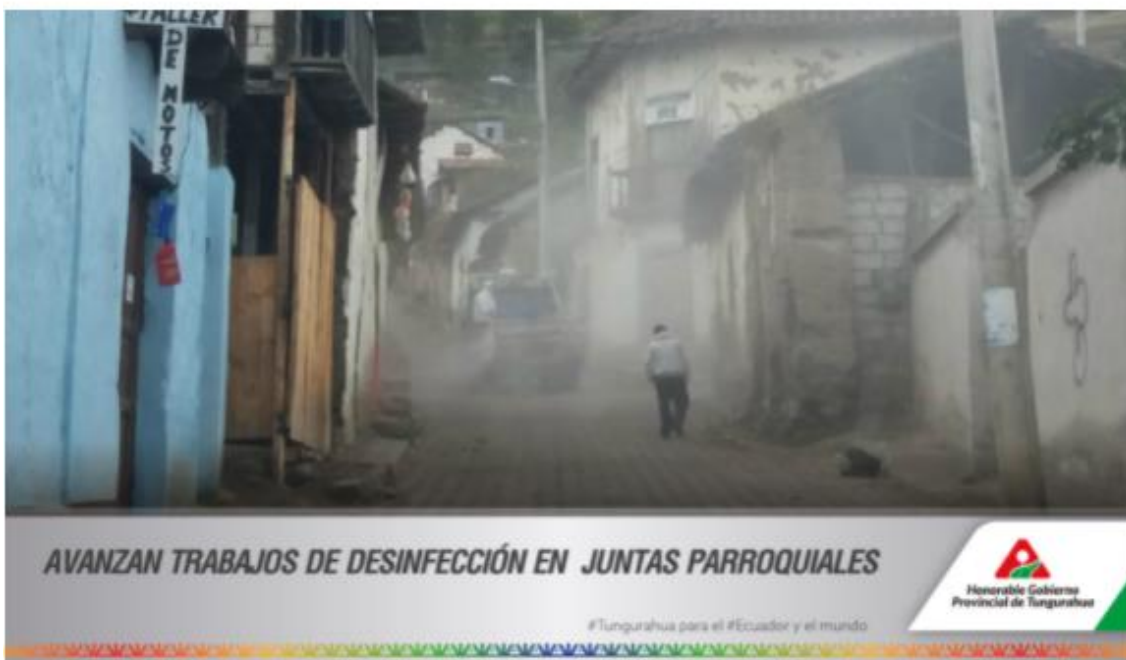 TALLER
DE MOTOS
AVANZAN TRABAJOS DE DESINFECCIÓN EN JUNTAS PARROQUIALES
Honorable Gobierno
Provincial de Tungurahua
#Tungurahua para el #Ecuador y el mundo